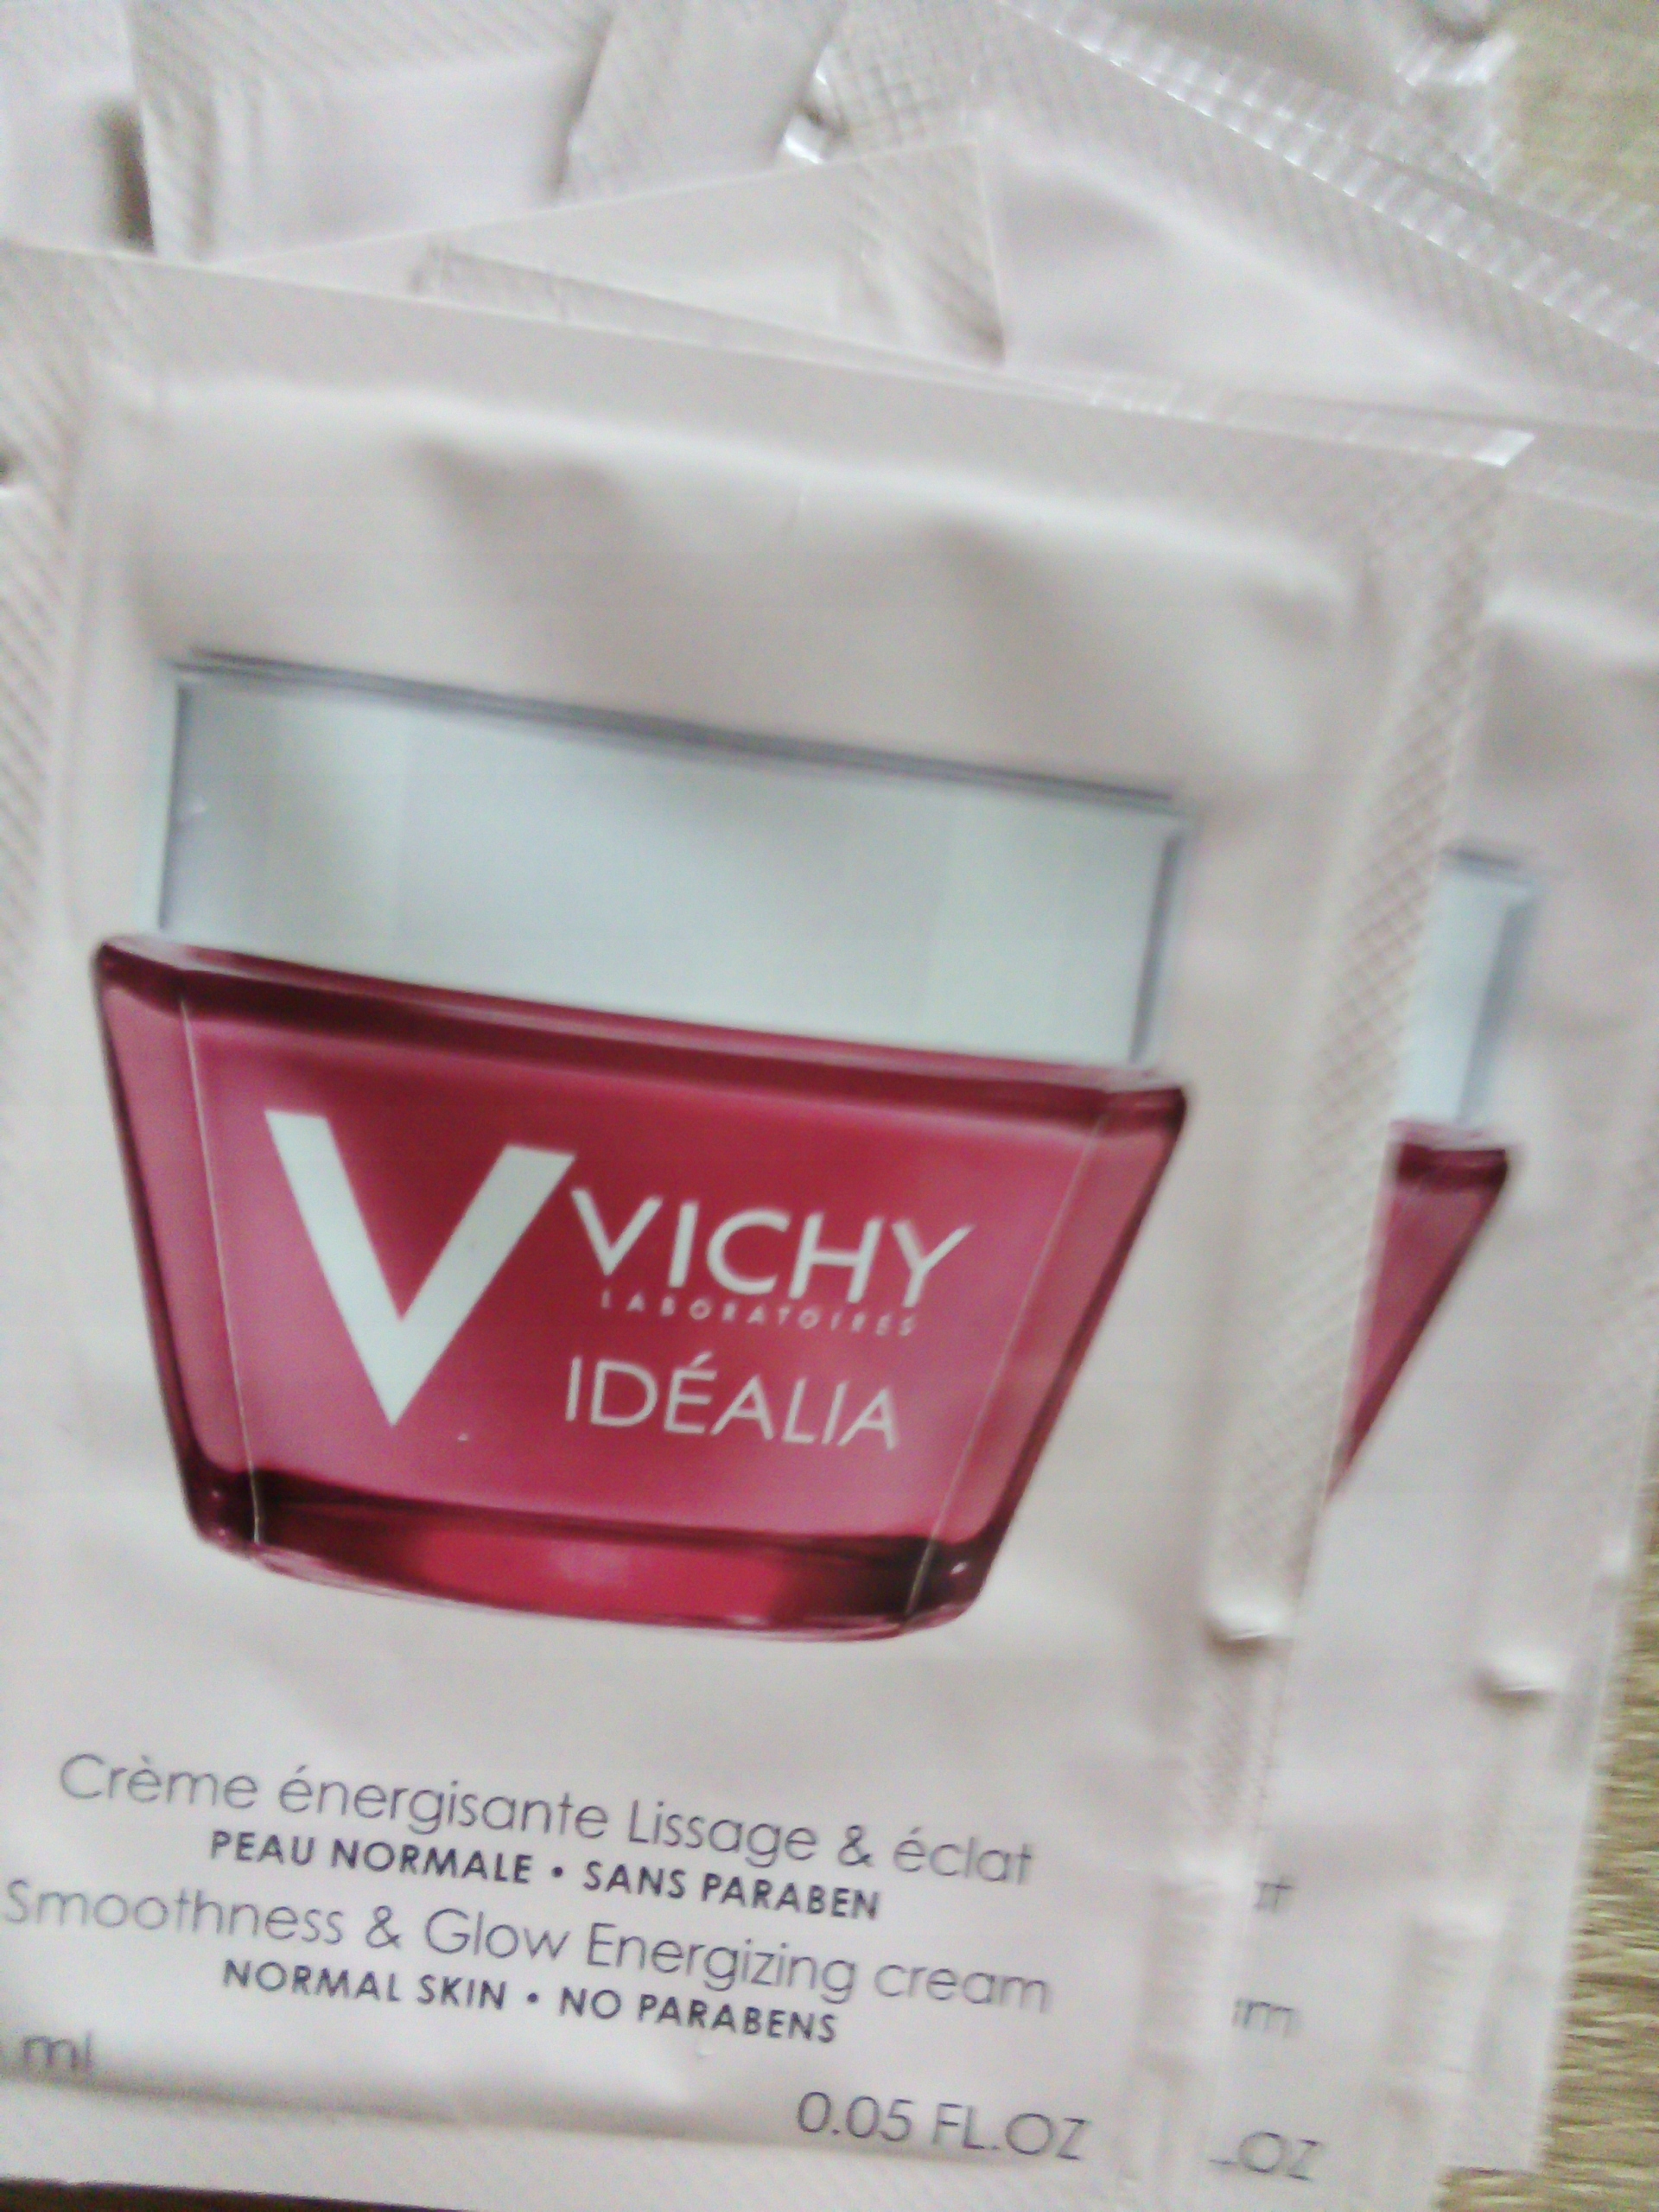 V VICHY
LABORATOIRES
IDÉALIA
Crème énergisante Lissage & éclat
PEAU NORMALE • SANS PARABEN
Smoothness & Glow Energizing cream
NORMAL SKIN • NO PARABENS
ml
0.05 FL.OZ
OZ